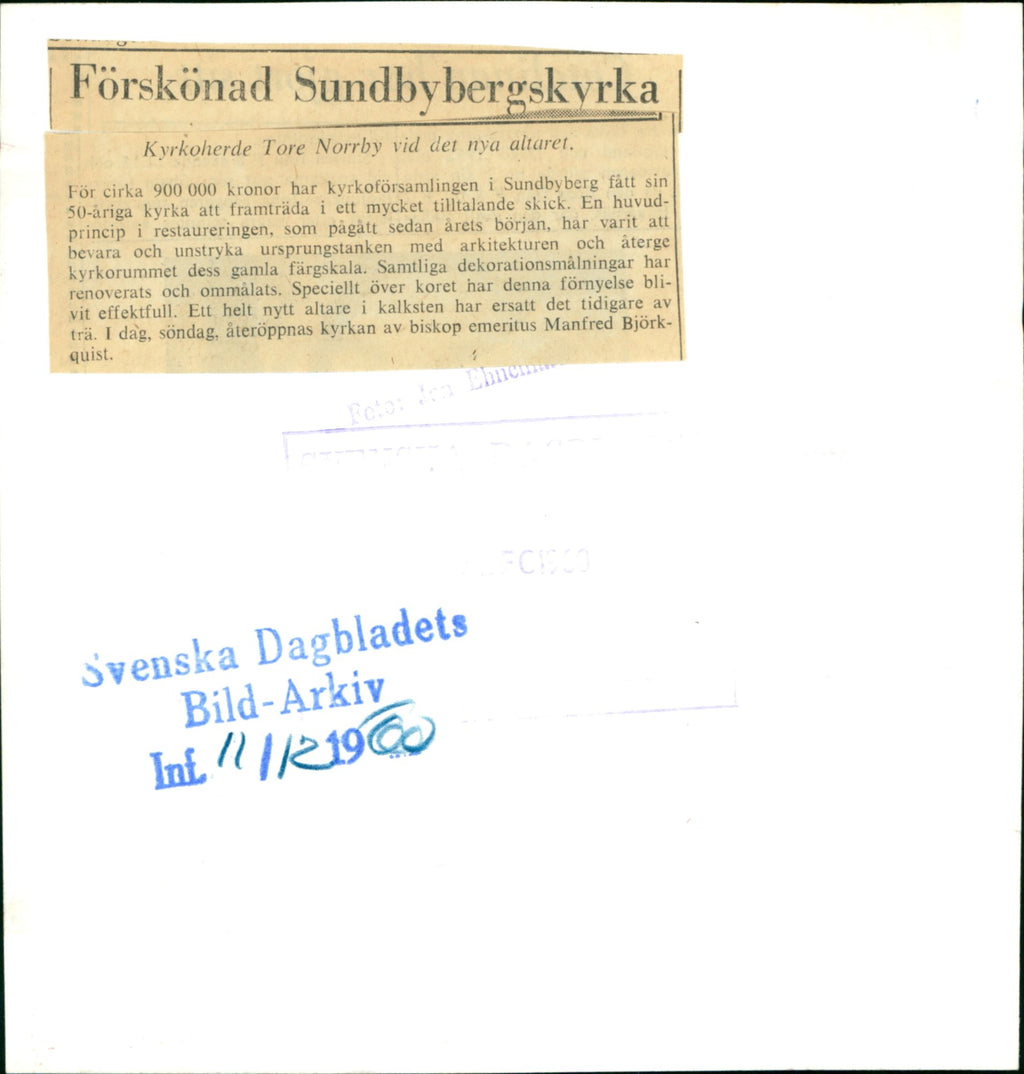 Förskönad Sundbybergskyrka
Kyrkoherde Tore Norrby vid det nya altaret.
För cirka 900 000 kronor har kyrkoförsamlingen i Sundbyberg fått sin
50-åriga kyrka att framträda i ett mycket tilltalande skick. En huvud-
princip i restaureringen, som pågått sedan årets början, har varit att
bevara och unstryka ursprungstanken med arkitekturen och återge
kyrkorummet dess gamla färgskala. Samtliga dekorationsmålningar har
renoverats och ommålats. Speciellt över koret har denna förnyelse bli-
vit effektfull. Ett helt nytt altare i kalksten har ersatt det tidigare av
trä. I dag, söndag, återöppnas kyrkan av biskop emeritus Manfred Björk-
quist.
Foto: Jan
SVENSKA
Svenska Dagbladets
Bild-Arkiv
Inf. 11/12 1960